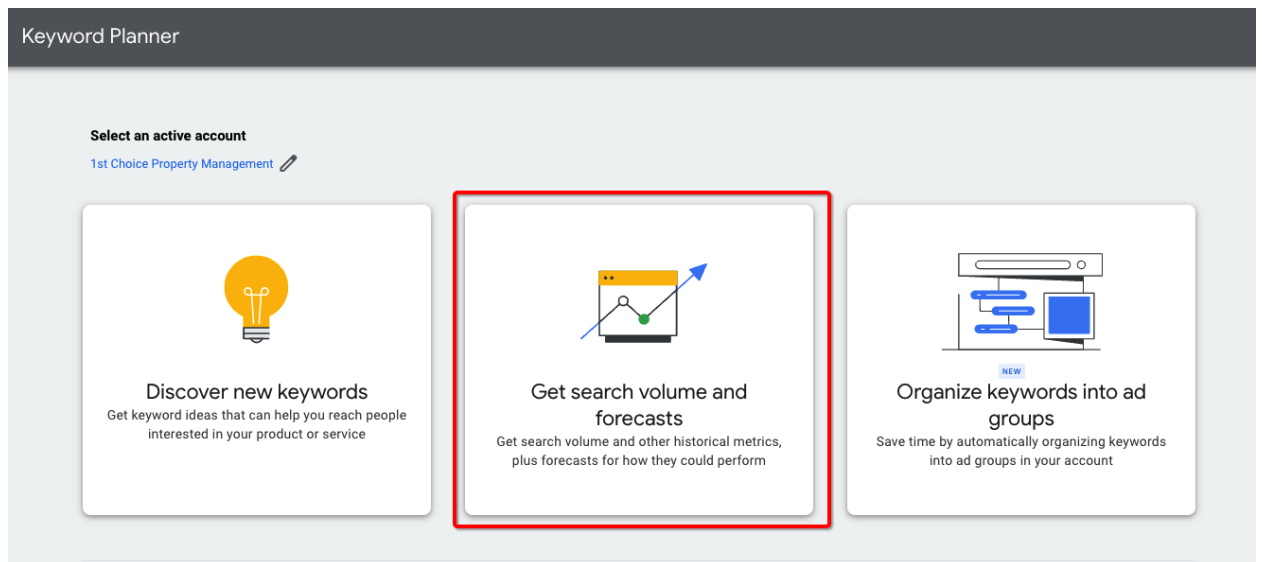 Keyword Planner
Select an active account
1st Choice Property Management
Discover new keywords
Get keyword ideas that can help you reach people
interested in your product or service
Get search volume and
forecasts
Get search volume and other historical metrics,
plus forecasts for how they could perform
NEW
Organize keywords into ad
groups
Save time by automatically organizing keywords
into ad groups in your account